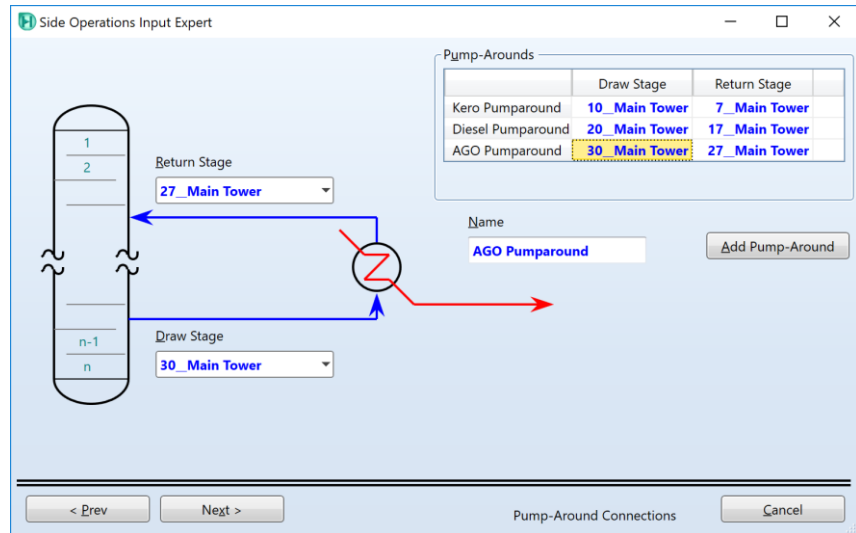 Side Operations Input Expert
Pump-Arounds
Draw Stage Return Stage
Kero Pumparound 10__Main Tower 7__Main Tower
Diesel Pumparound 20__Main Tower 17__Main Tower
AGO Pumparound 30__Main Tower 27__Main Tower
1
2
Return Stage
27__Main Tower
Name
AGO Pumparound
Add Pump-Around
n-1
n
Draw Stage
30__Main Tower
< Prev
Next >
Pump-Around Connections
Cancel